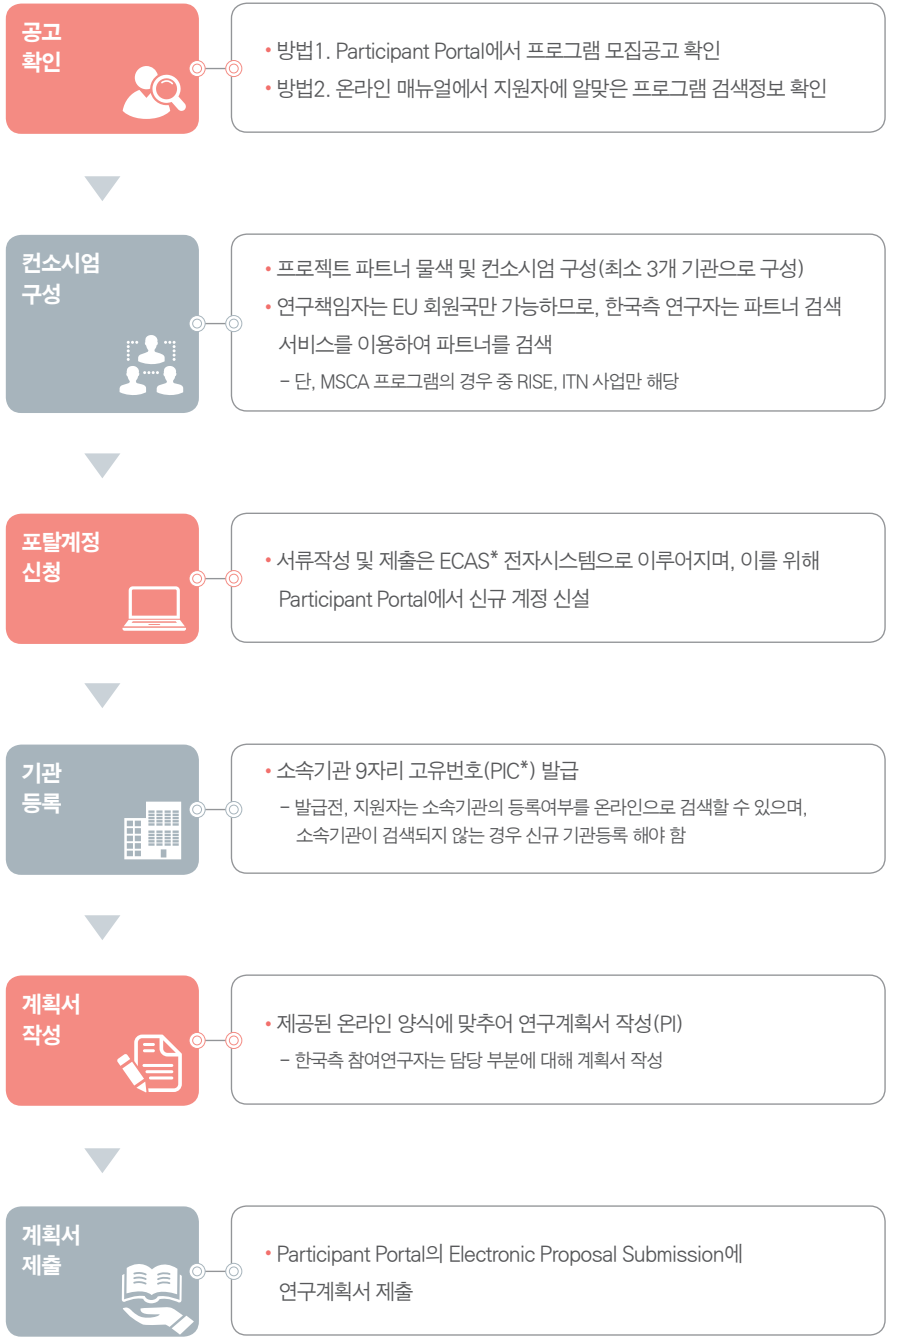 공고
확인
• 방법1. Participant Portal에서 프로그램 모집공고 확인
• 방법2. 온라인 매뉴얼에서 지원자에 알맞은 프로그램 검색정보 확인
컨소시엄
구성
• 프로젝트 파트너 물색 및 컨소시엄 구성(최소 3개 기관으로 구성)
• 연구책임자는 EU 회원국만 가능하므로, 한국측 연구자는 파트너 검색
서비스를 이용하여 파트너를 검색
- 단, MSCA 프로그램의 경우 중 RISE, ITN 사업만 해당
포탈계정
신청
• 서류작성 및 제출은 ECAS* 전자시스템으로 이루어지며, 이를 위해
Participant Portal에서 신규 계정 신설
기관
등록
• 소속기관 9자리 고유번호(PIC*) 발급
- 발급전, 지원자는 소속기관의 등록여부를 온라인으로 검색할 수 있으며,
소속기관이 검색되지 않는 경우 신규 기관등록 해야 함
계획서
작성
• 제공된 온라인 양식에 맞추어 연구계획서 작성(PI)
- 한국측 참여연구자는 담당 부분에 대해 계획서 작성
계획서
제출
• Participant Portal의 Electronic Proposal Submission에
연구계획서 제출